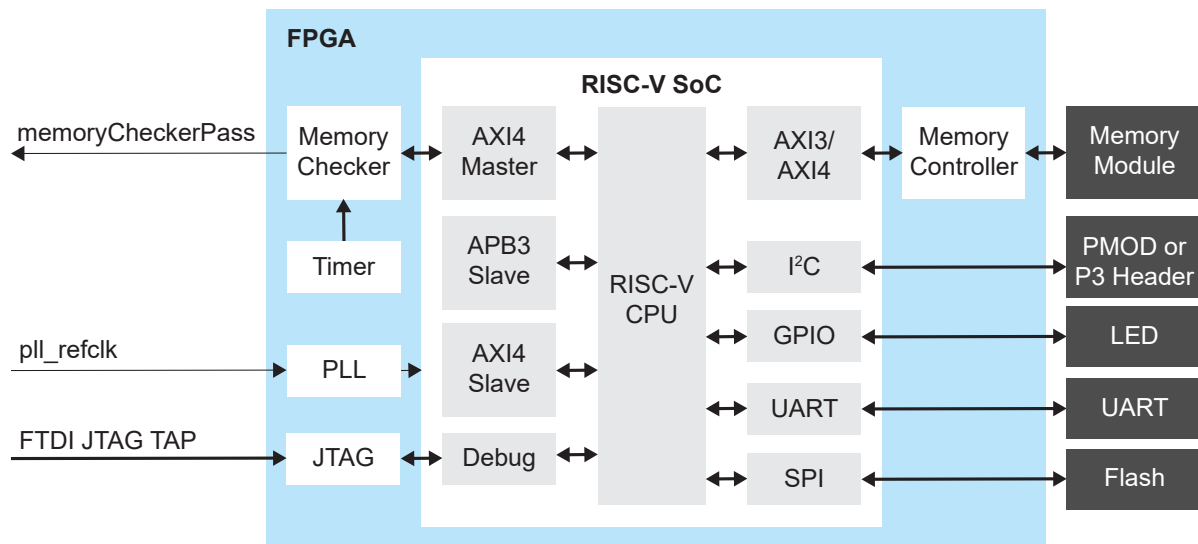 FPGA
RISC-V SoC
memoryCheckerPass
Memory
Checker
AXI4
Master
AXI3/
AXI4
Memory
Controller
Memory
Module
Timer
APB3
Slave
RISC-V
CPU
I²C
PMOD or
P3 Header
GPIO
LED
pll_refclk
PLL
AXI4
Slave
UART
UART
FTDI JTAG TAP
JTAG
Debug
SPI
Flash